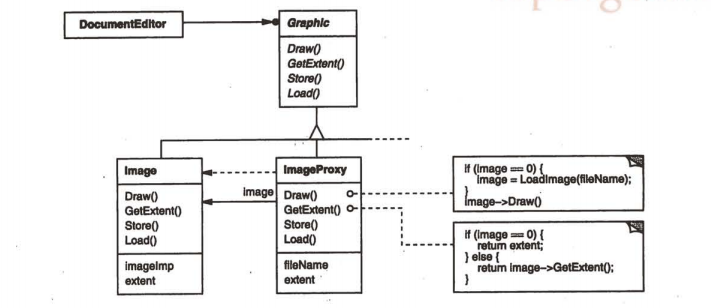 DocumentEditor
Graphic
Draw()
GetExtent()
Store()
Load()
Image
Draw()
GetExtent()
Store()
Load()
imageImp
extent
image
ImageProxy
Draw()
GetExtent()
Store()
Load()
fileName
extent
if (image == 0) {
image = LoadImage(fileName);
}
image->Draw()
if (image == 0) {
return extent;
} else {
return image->GetExtent();
}